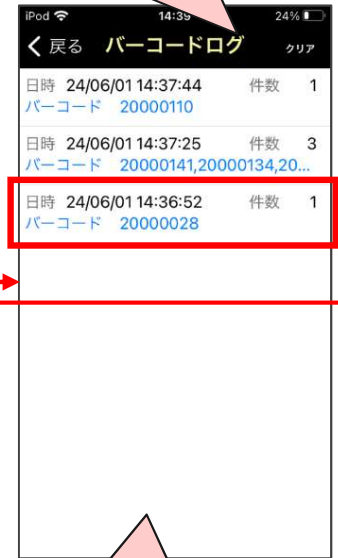 iPod 14:39 24%
戻る バーコードログ クリア
日時 24/06/01 14:37:44 件数 1
バーコード 20000110
日時 24/06/01 14:37:25 件数 3
バーコード 20000141,20000134,20...
日時 24/06/01 14:36:52 件数 1
バーコード 20000028